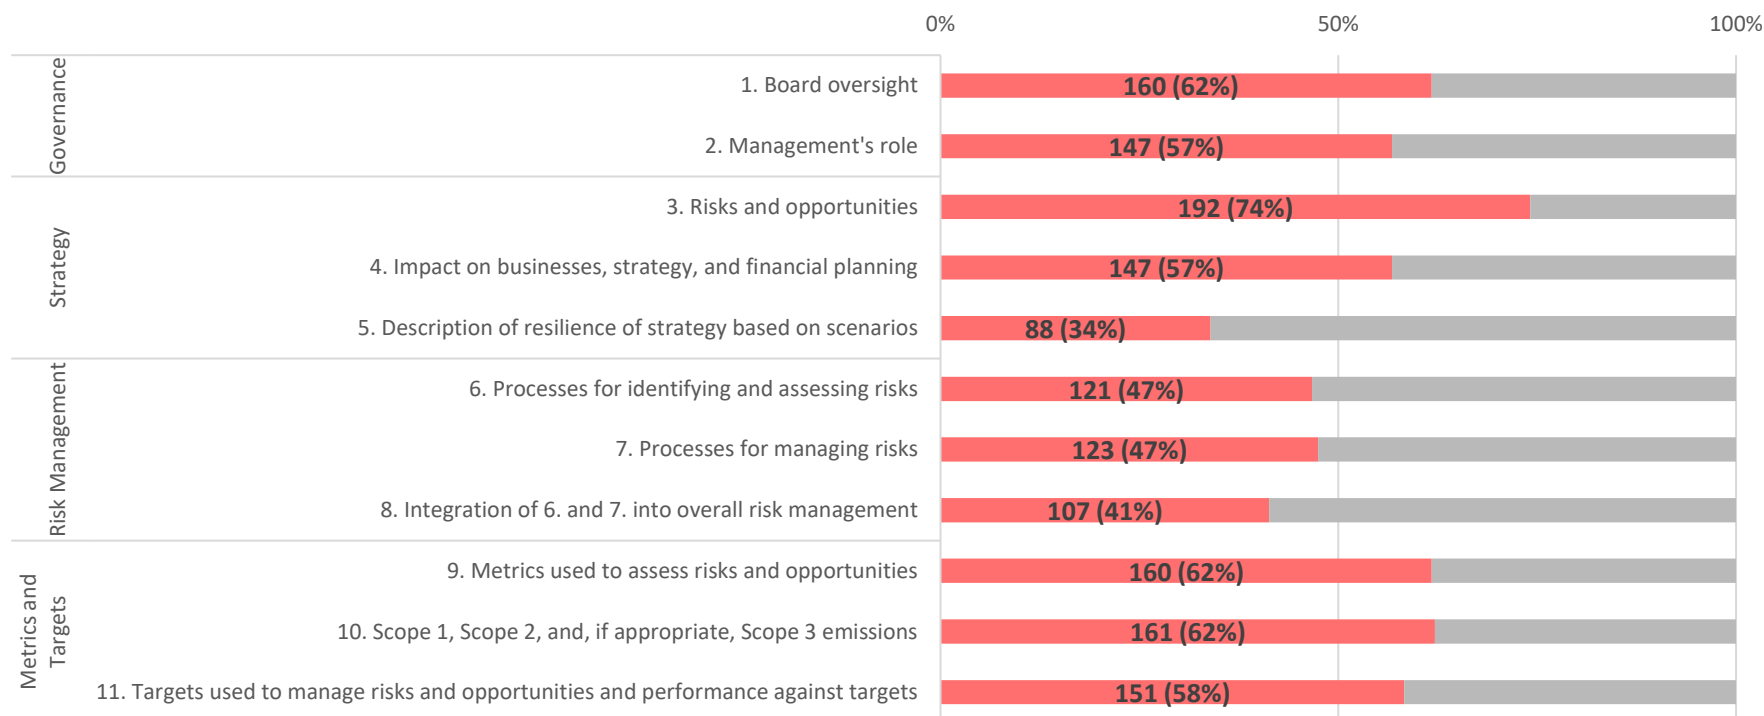 0%
50%
100%
Governance
1. Board oversight
160 (62%)
2. Management's role
147 (57%)
Strategy
3. Risks and opportunities
192 (74%)
4. Impact on businesses, strategy, and financial planning
147 (57%)
5. Description of resilience of strategy based on scenarios
88 (34%)
Risk Management
6. Processes for identifying and assessing risks
121 (47%)
7. Processes for managing risks
123 (47%)
8. Integration of 6. and 7. into overall risk management
107 (41%)
Metrics and
Targets
9. Metrics used to assess risks and opportunities
160 (62%)
10. Scope 1, Scope 2, and, if appropriate, Scope 3 emissions
161 (62%)
11. Targets used to manage risks and opportunities and performance against targets
151 (58%)